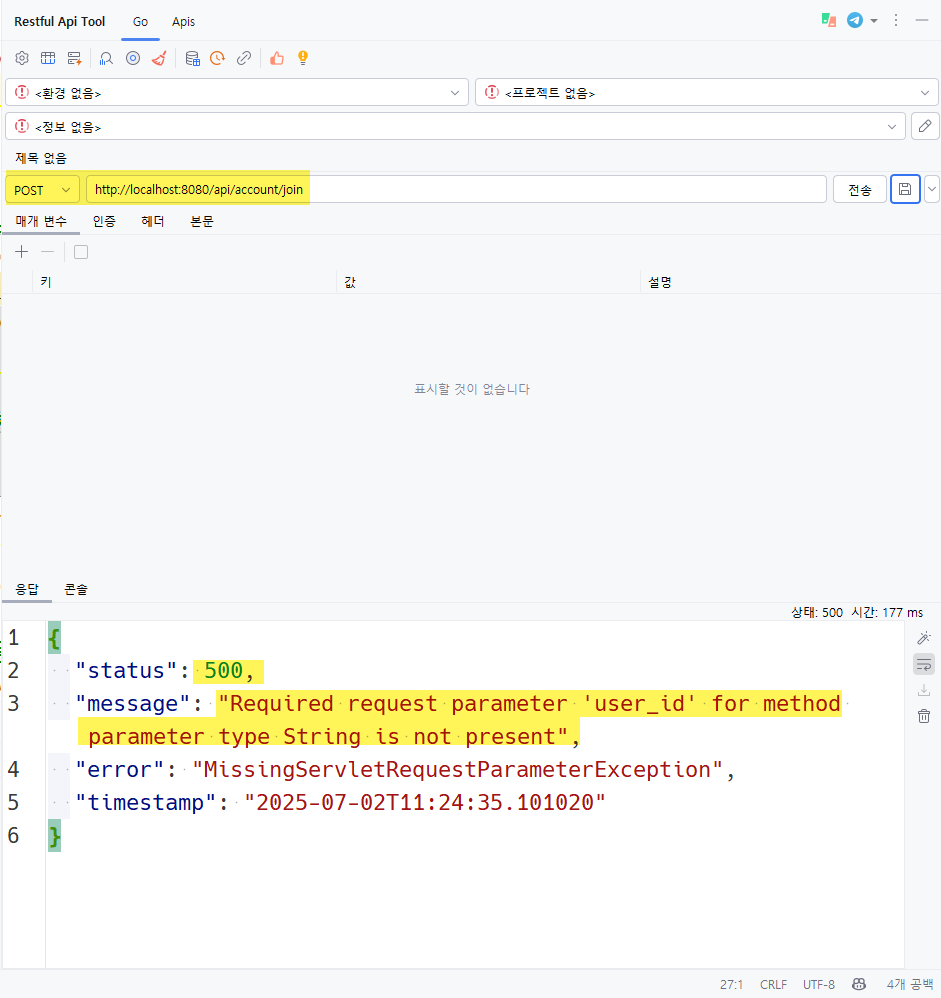 Restful Api Tool Go Apis
<환경 없음> <프로젝트 없음>
<정보 없음>
제목 없음
POST http://localhost:8080/api/account/join 전송
매개 변수 인증 헤더 본문
키 값 설명
표시할 것이 없습니다
응답 콘솔
상태: 500 시간: 177 ms
1 {
2 "status": 500,
3 "message": "Required request parameter 'user_id' for method
parameter type String is not present",
4 "error": "MissingServletRequestParameterException",
5 "timestamp": "2025-07-02T11:24:35.101020"
6 }
27:1 CRLF UTF-8 4개 공백